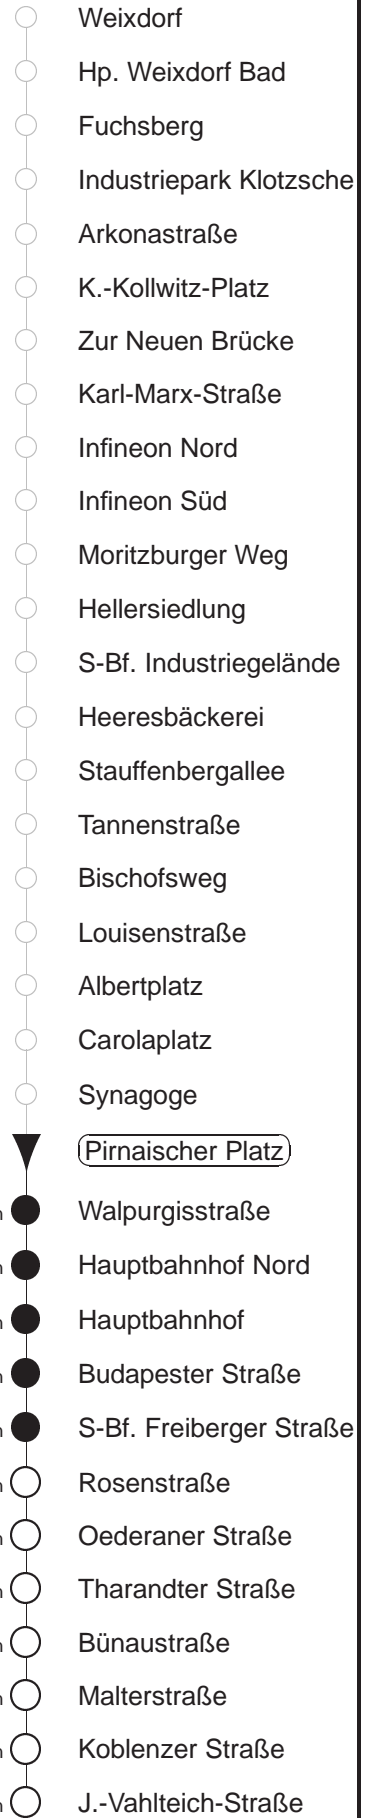 Weixdorf
Hp. Weixdorf Bad
Fuchsberg
Industriepark Klotzsche
Arkonastraße
K.-Kollwitz-Platz
Zur Neuen Brücke
Karl-Marx-Straße
Infineon Nord
Infineon Süd
Moritzburger Weg
Hellersiedlung
S-Bf. Industriegelände
Heeresbäckerei
Stauffenbergallee
Tannenstraße
Bischofsweg
Louisenstraße
Albertplatz
Carolaplatz
Synagoge
Pirnaischer Platz
Walpurgisstraße
Hauptbahnhof Nord
Hauptbahnhof
Budapester Straße
S-Bf. Freiberger Straße
Rosenstraße
Oederaner Straße
Tharandter Straße
Bünaustraße
Malterstraße
Koblenzer Straße
J.-Vahlteich-Straße